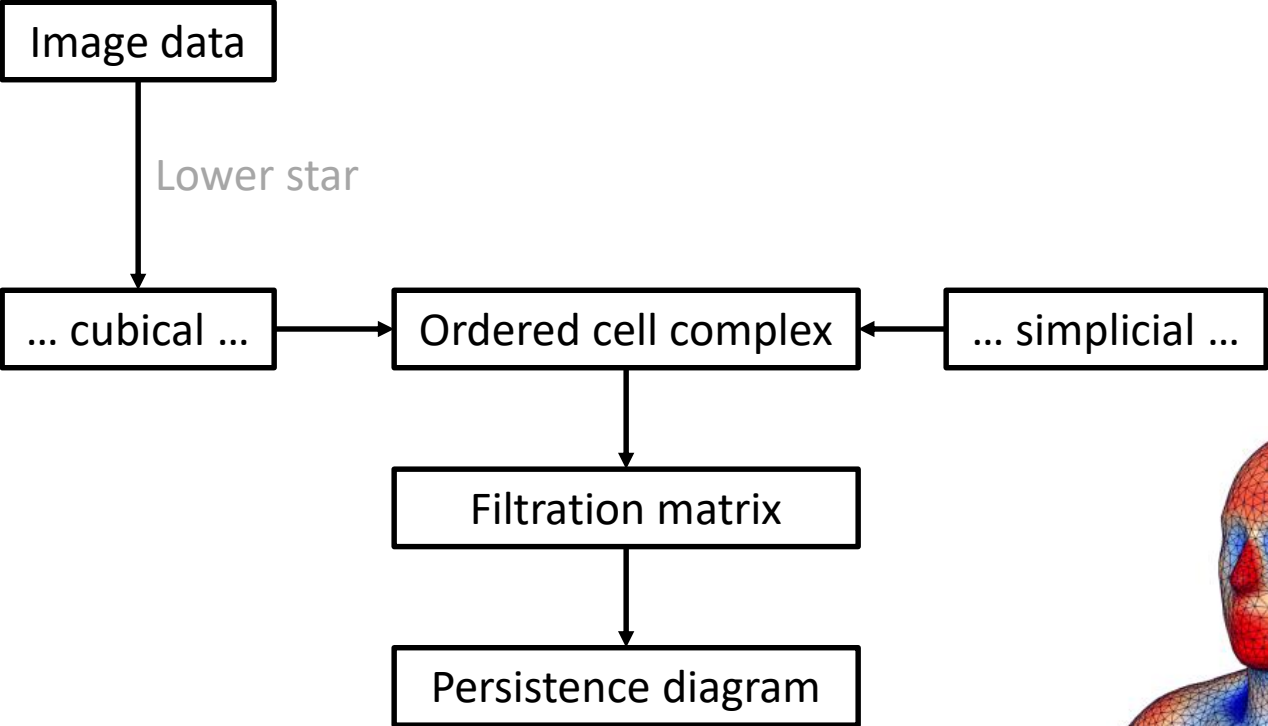 Image data
Lower star
... cubical ...
Ordered cell complex
... simplicial ...
Filtration matrix
Persistence diagram